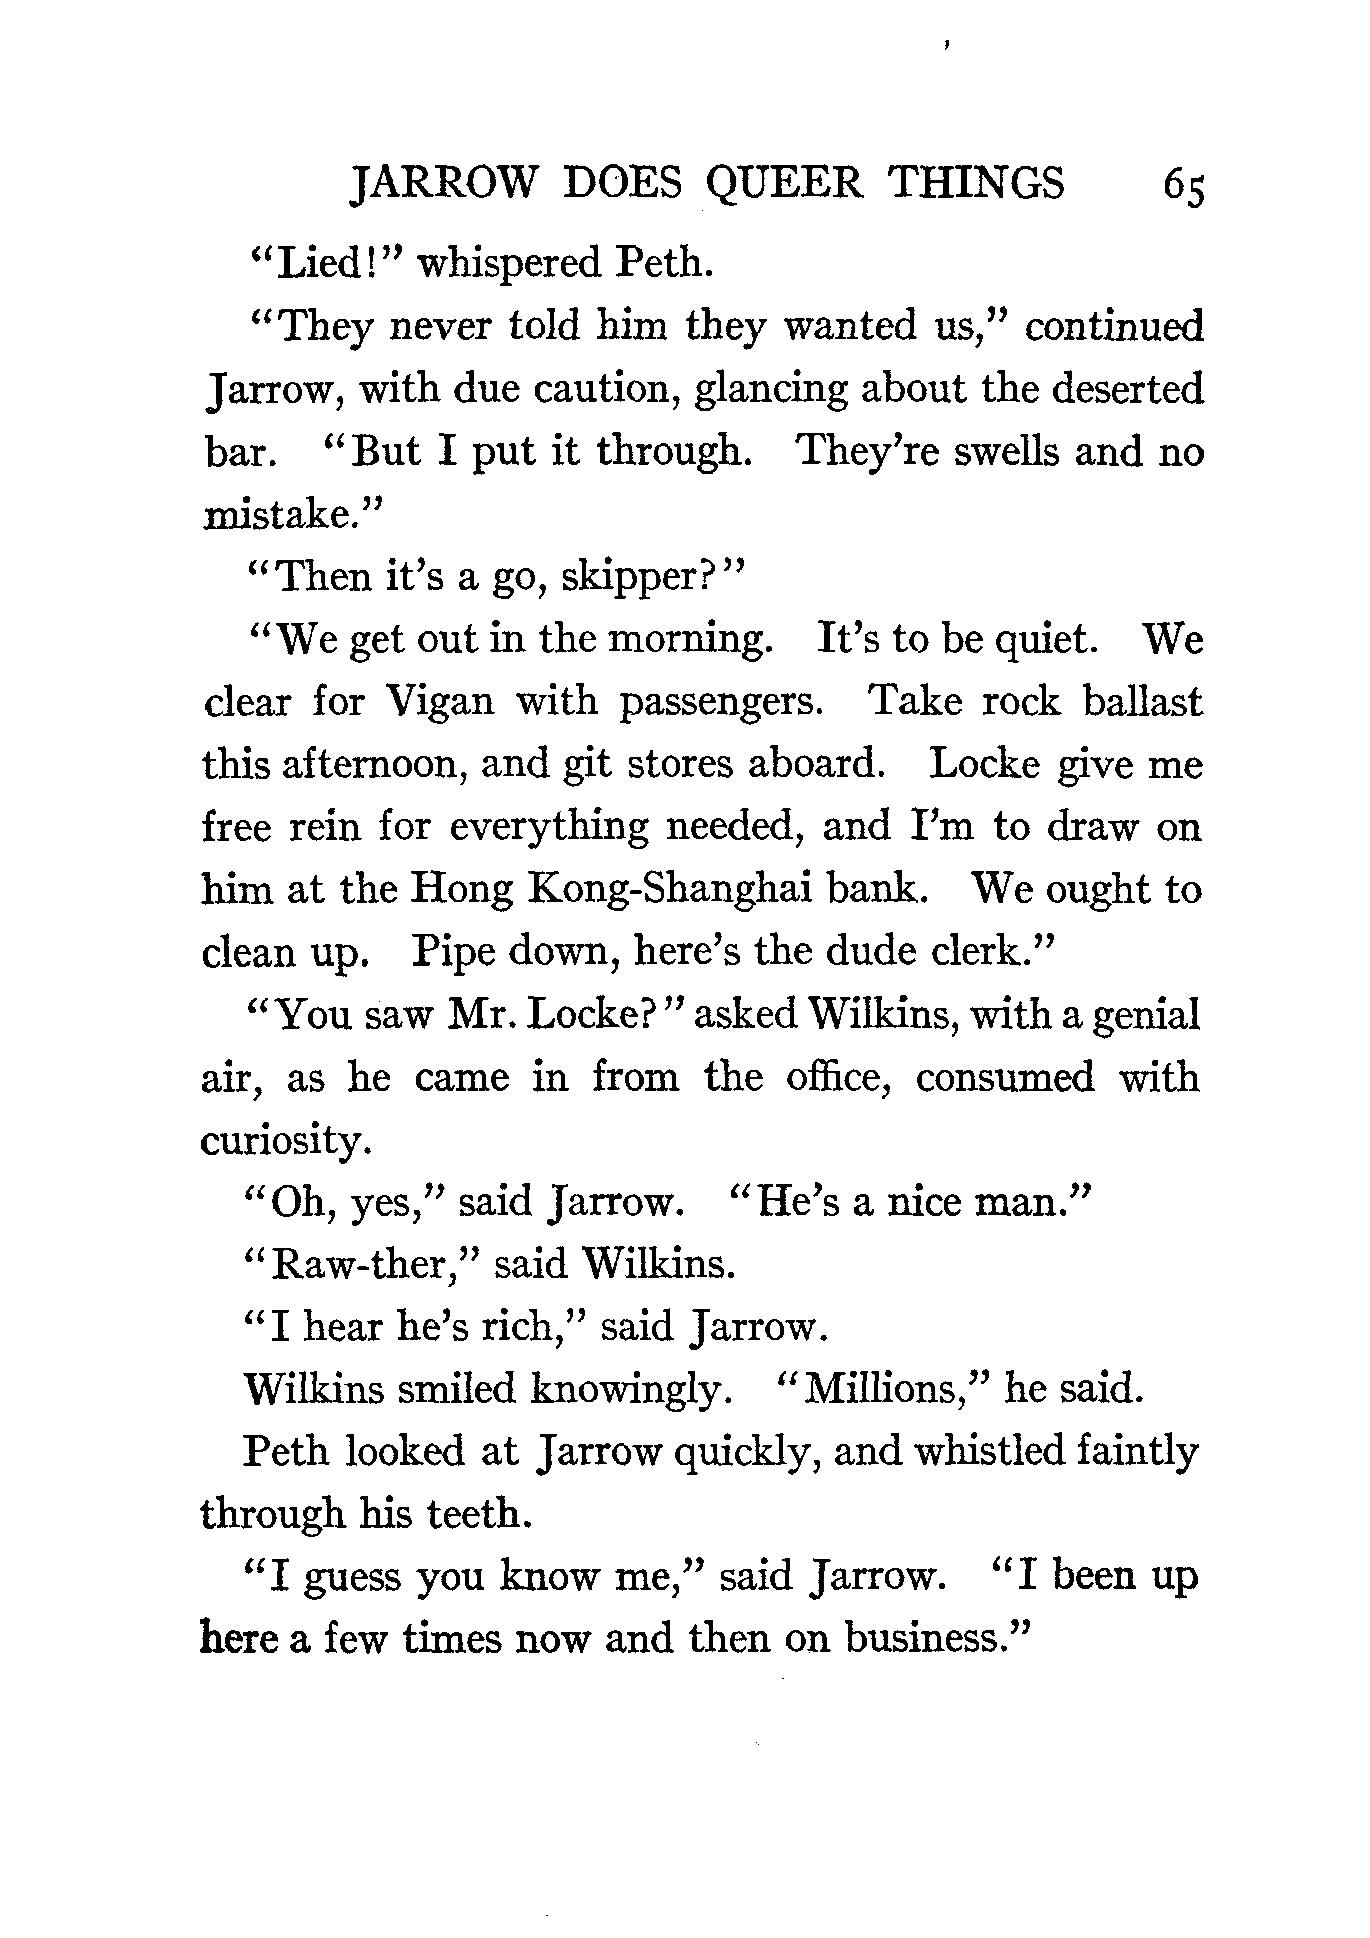 JARROW DOES QUEER THINGS 65
"Lied!" whispered Peth.
"They never told him they wanted us," continued
Jarrow, with due caution, glancing about the deserted
bar. "But I put it through. They're swells and no
mistake."
"Then it's a go, skipper?"
"We get out in the morning. It's to be quiet. We
clear for Vigan with passengers. Take rock ballast
this afternoon, and git stores aboard. Locke give me
free rein for everything needed, and I'm to draw on
him at the Hong Kong-Shanghai bank. We ought to
clean up. Pipe down, here's the dude clerk."
"You saw Mr. Locke?" asked Wilkins, with a genial
air, as he came in from the office, consumed with
curiosity.
"Oh, yes," said Jarrow. "He's a nice man."
"Raw-ther," said Wilkins.
"I hear he's rich," said Jarrow.
Wilkins smiled knowingly. "Millions," he said.
Peth looked at Jarrow quickly, and whistled faintly
through his teeth.
"I guess you know me," said Jarrow. "I been up
here a few times now and then on business."